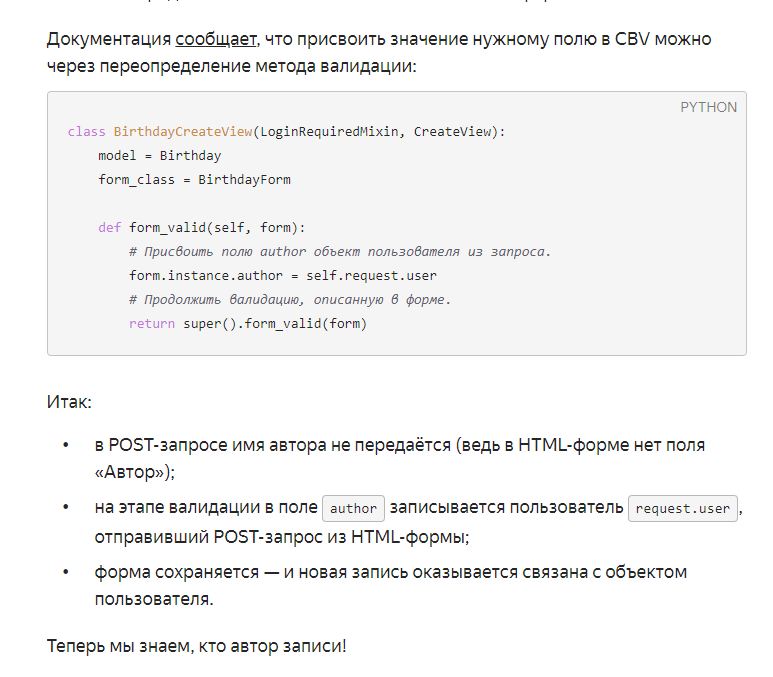 Документация сообщает, что присвоить значение нужному полю в CBV можно
через переопределение метода валидации:
PYTHON
class BirthdayCreateView(LoginRequiredMixin, CreateView):
    model = Birthday
    form_class = BirthdayForm
    def form_valid(self, form):
        # Присвоить полю author объект пользователя из запроса.
        form.instance.author = self.request.user
        # Продолжить валидацию, описанную в форме.
        return super().form_valid(form)
Итак:
• в POST-запросе имя автора не передаётся (ведь в HTML-форме нет поля
«Автор»);
• на этапе валидации в поле author записывается пользователь request.user,
отправивший POST-запрос из HTML-формы;
• форма сохраняется — и новая запись оказывается связана с объектом
пользователя.
Теперь мы знаем, кто автор записи!